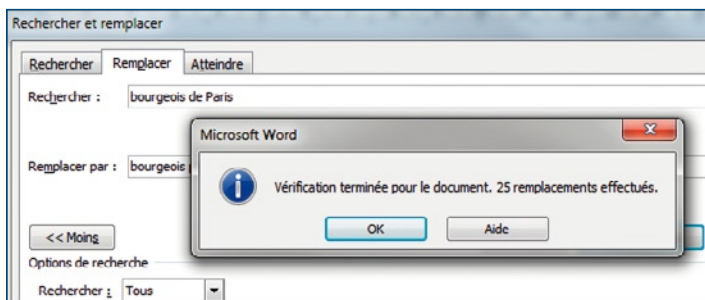 Rechercher et remplacer
Rechercher Remplacer Atteindre
Rechercher : bourgeois de Paris
Microsoft Word
Remplacer par : bourgeois
Vérification terminée pour le document. 25 remplacements effectués.
OK Aide
<< Moins
Options de recherche
Rechercher : Tous